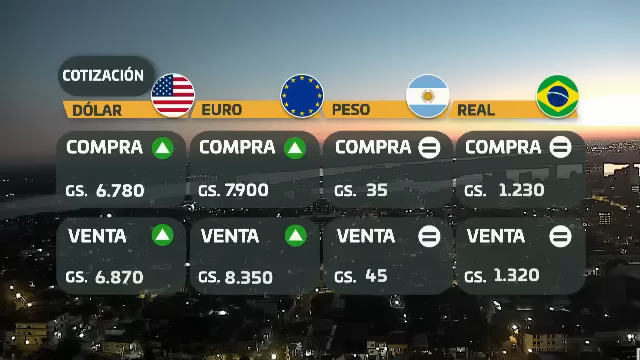 COTIZACIÓN
DÓLAR EURO PESO REAL
COMPRA COMPRA COMPRA COMPRA
GS. 6.780 GS. 7.900 GS. 35 GS. 1.230
VENTA VENTA VENTA VENTA
GS. 6.870 GS. 8.350 GS. 45 GS. 1.320